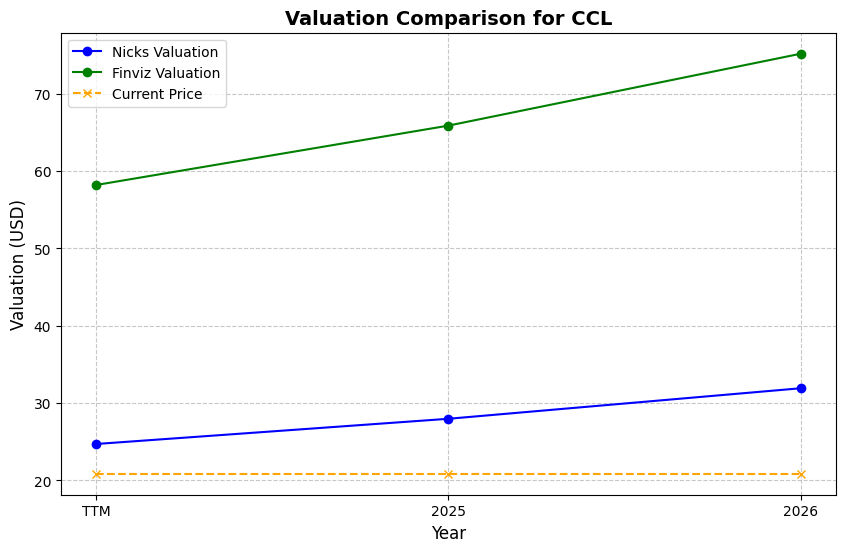 Valuation Comparison for CCL
Nicks Valuation
Finviz Valuation
Current Price
Valuation (USD)
70
60
50
40
30
20
TTM
2025
2026
Year